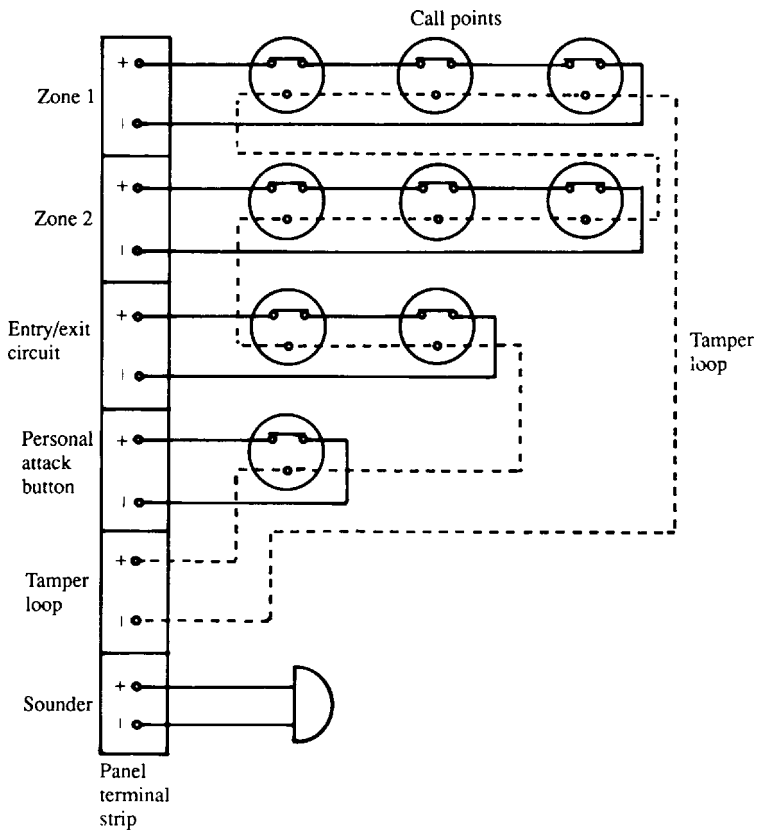 Call points
+
Zone 1
–
+
Zone 2
–
+
Entry/exit
circuit
–
Tamper
loop
+
Personal
attack
button
–
+
Tamper
loop
–
+
Sounder
–
Panel
terminal
strip